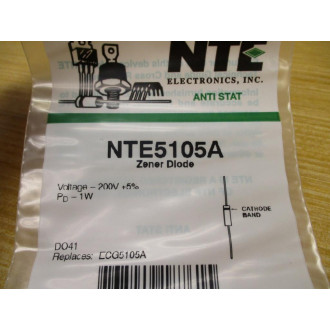 NTE
ELECTRONICS, INC.
ANTI STAT
NTE5105A
Zener Diode
Voltage – 200V ±5%
PD – 1W
CATHODE
BAND
DO41
Replaces: ECG5105A